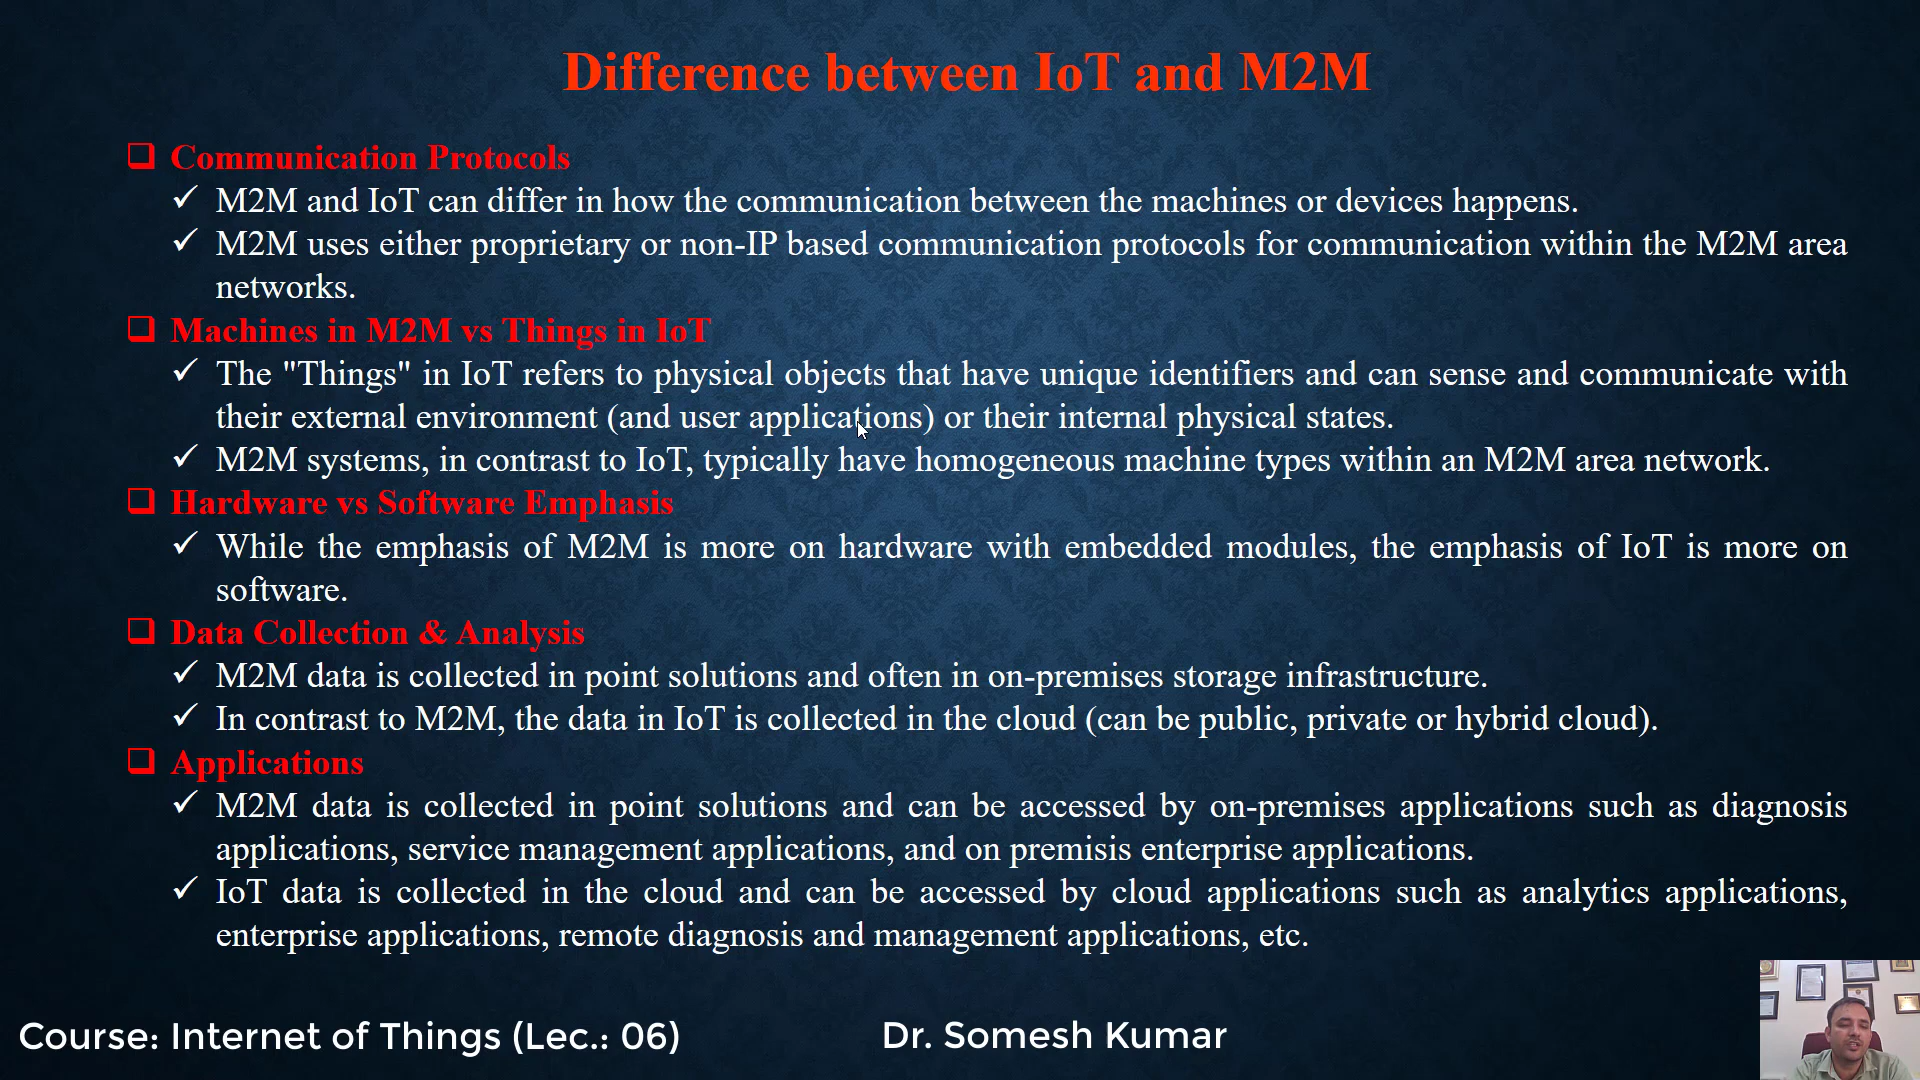 Difference between IoT and M2M
Communication Protocols
M2M and IoT can differ in how the communication between the machines or devices happens.
M2M uses either proprietary or non-IP based communication protocols for communication within the M2M area
networks.
Machines in M2M vs Things in IoT
The "Things" in IoT refers to physical objects that have unique identifiers and can sense and communicate with
their external environment (and user applications) or their internal physical states.
M2M systems, in contrast to IoT, typically have homogeneous machine types within an M2M area network.
Hardware vs Software Emphasis
While the emphasis of M2M is more on hardware with embedded modules, the emphasis of IoT is more on
software.
Data Collection & Analysis
M2M data is collected in point solutions and often in on-premises storage infrastructure.
In contrast to M2M, the data in IoT is collected in the cloud (can be public, private or hybrid cloud).
Applications
M2M data is collected in point solutions and can be accessed by on-premises applications such as diagnosis
applications, service management applications, and on premisis enterprise applications.
IoT data is collected in the cloud and can be accessed by cloud applications such as analytics applications,
enterprise applications, remote diagnosis and management applications, etc.
Course: Internet of Things (Lec.: 06)
Dr. Somesh Kumar